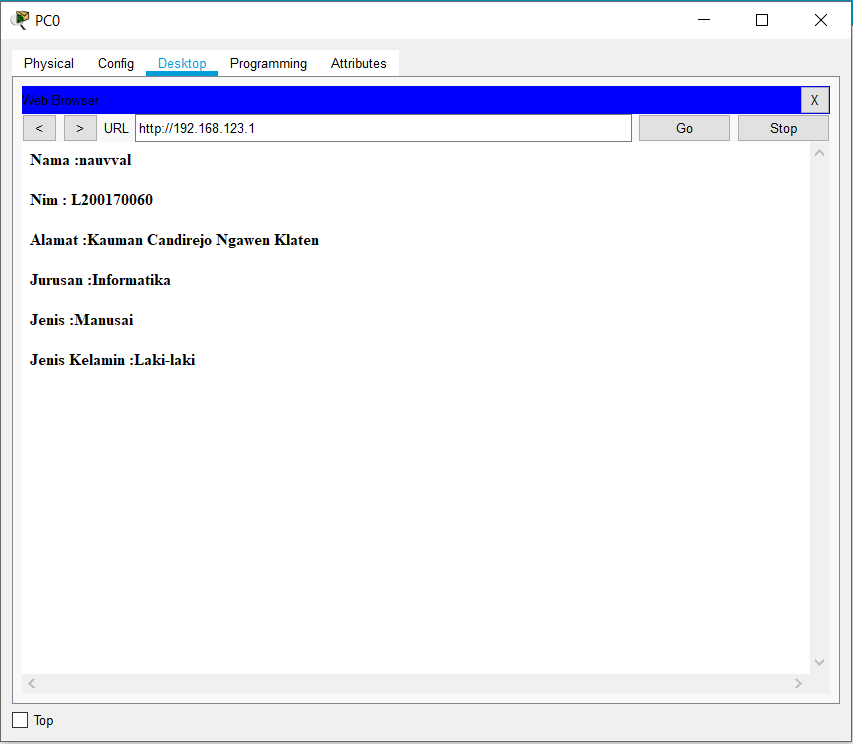 PC0
Physical Config Desktop Programming Attributes
Web Browser X
< > URL http://192.168.123.1 Go Stop
Nama :nauvval
Nim : L200170060
Alamat :Kauman Candirejo Ngawen Klaten
Jurusan :Informatika
Jenis :Manusai
Jenis Kelamin :Laki-laki
Top